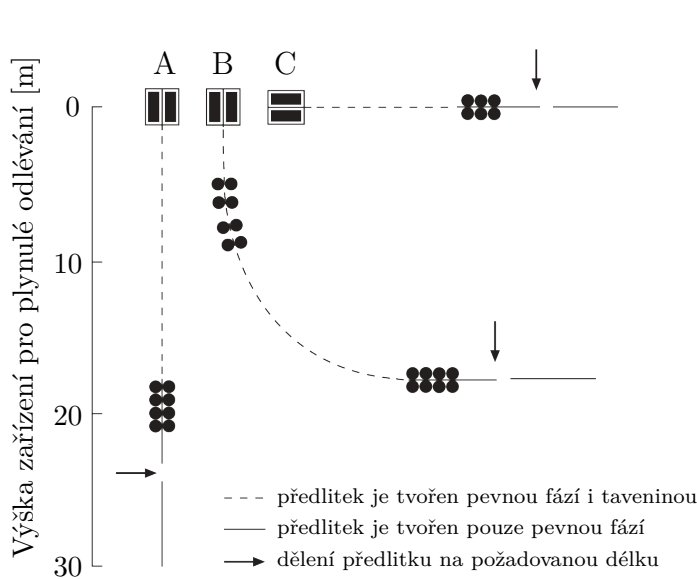 A B C
Výška zařízení pro plynulé odlévání [m]
0
10
20
30
předlitek je tvořen pevnou fází i taveninou
předlitek je tvořen pouze pevnou fází
dělení předlitku na požadovanou délku